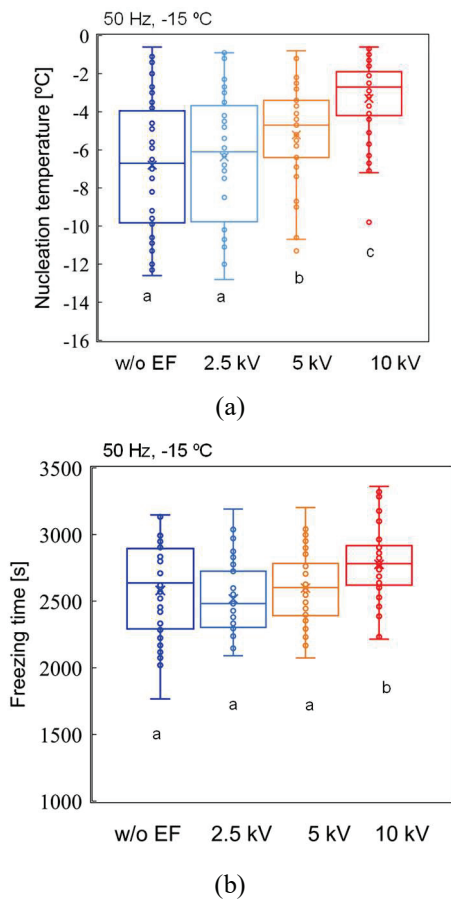 50 Hz, -15 ºC
Nucleation temperature [ºC]
0
-2
-4
-6
-8
-10
-12
-14
-16
a
a
b
c
w/o EF 2.5 kV 5 kV 10 kV
(a)
50 Hz, -15 ºC
Freezing time [s]
3500
3000
2500
2000
1500
1000
a
a
a
b
w/o EF 2.5 kV 5 kV 10 kV
(b)